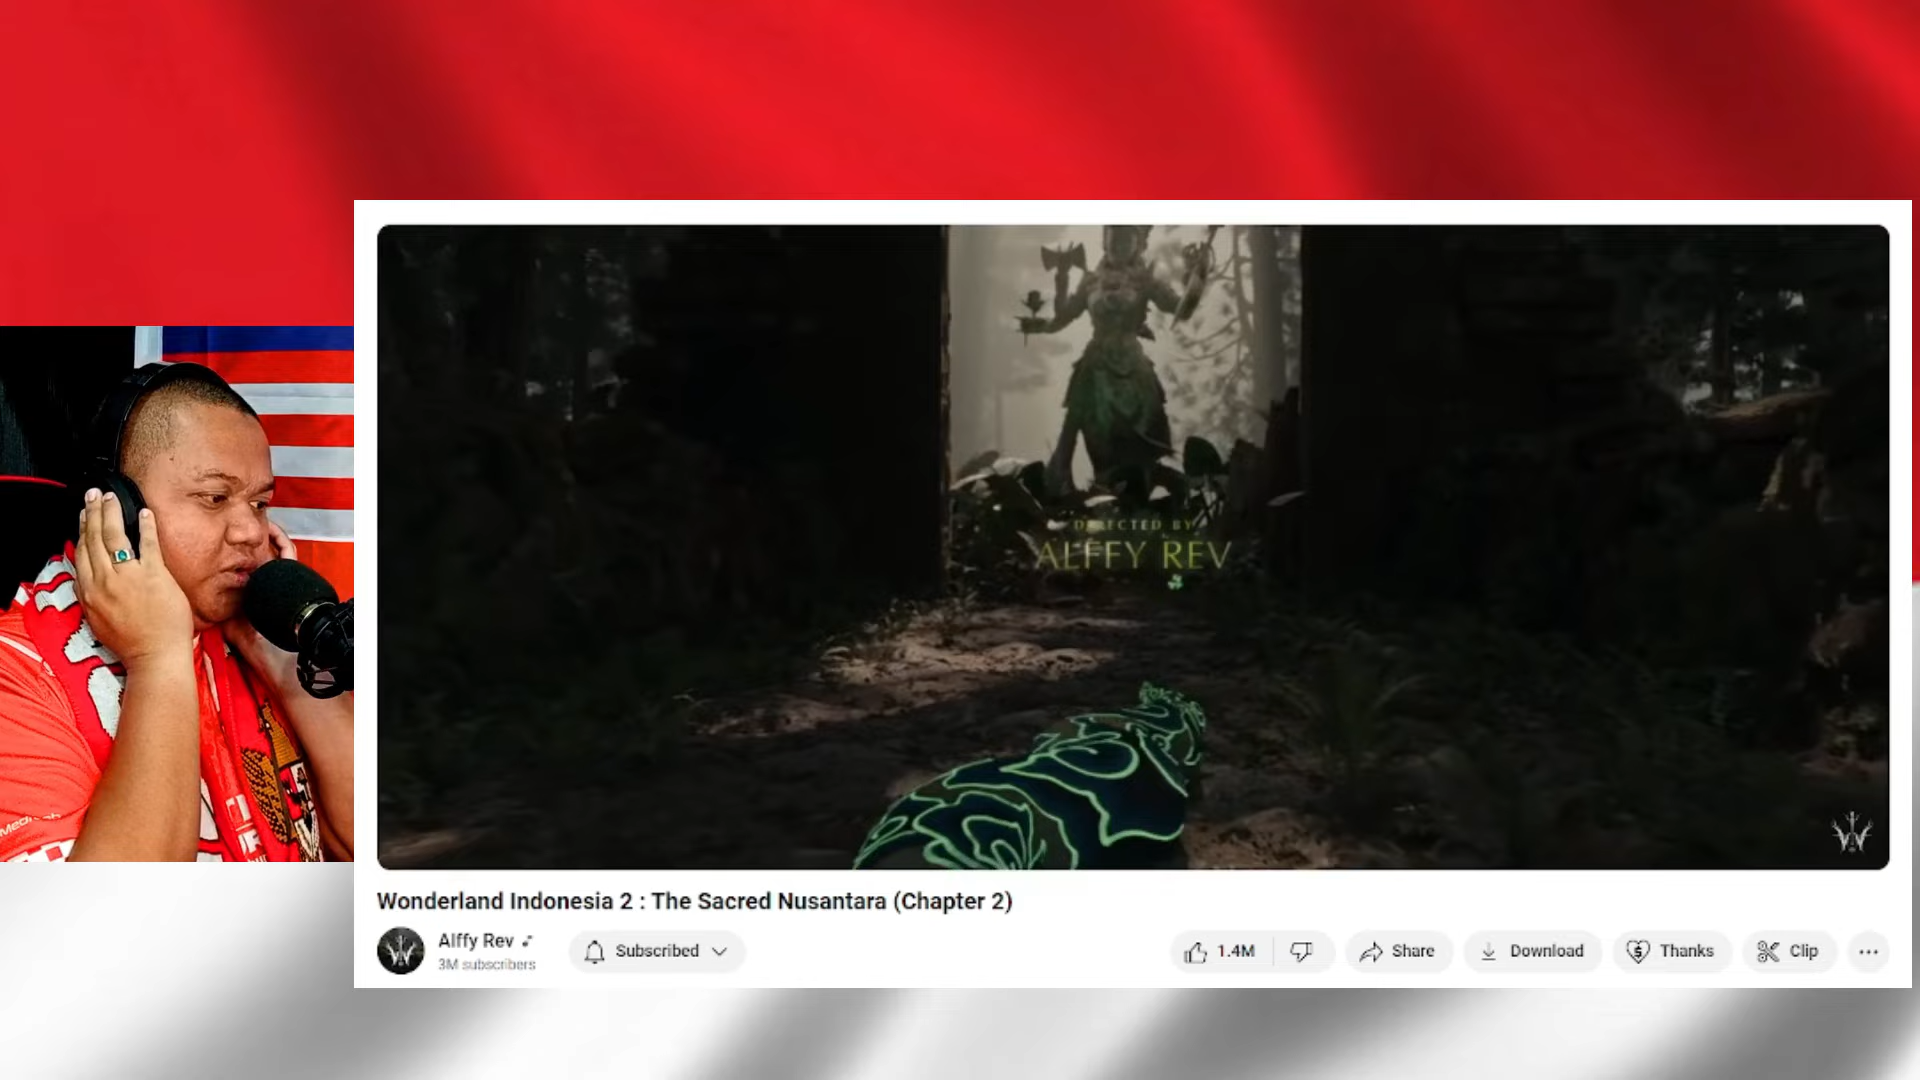 DIRECTED BY
ALFFY REV
Wonderland Indonesia 2 : The Sacred Nusantara (Chapter 2)
Alffy Rev
3M subscribers
Subscribed
1.4M
Share
Download
Thanks
Clip